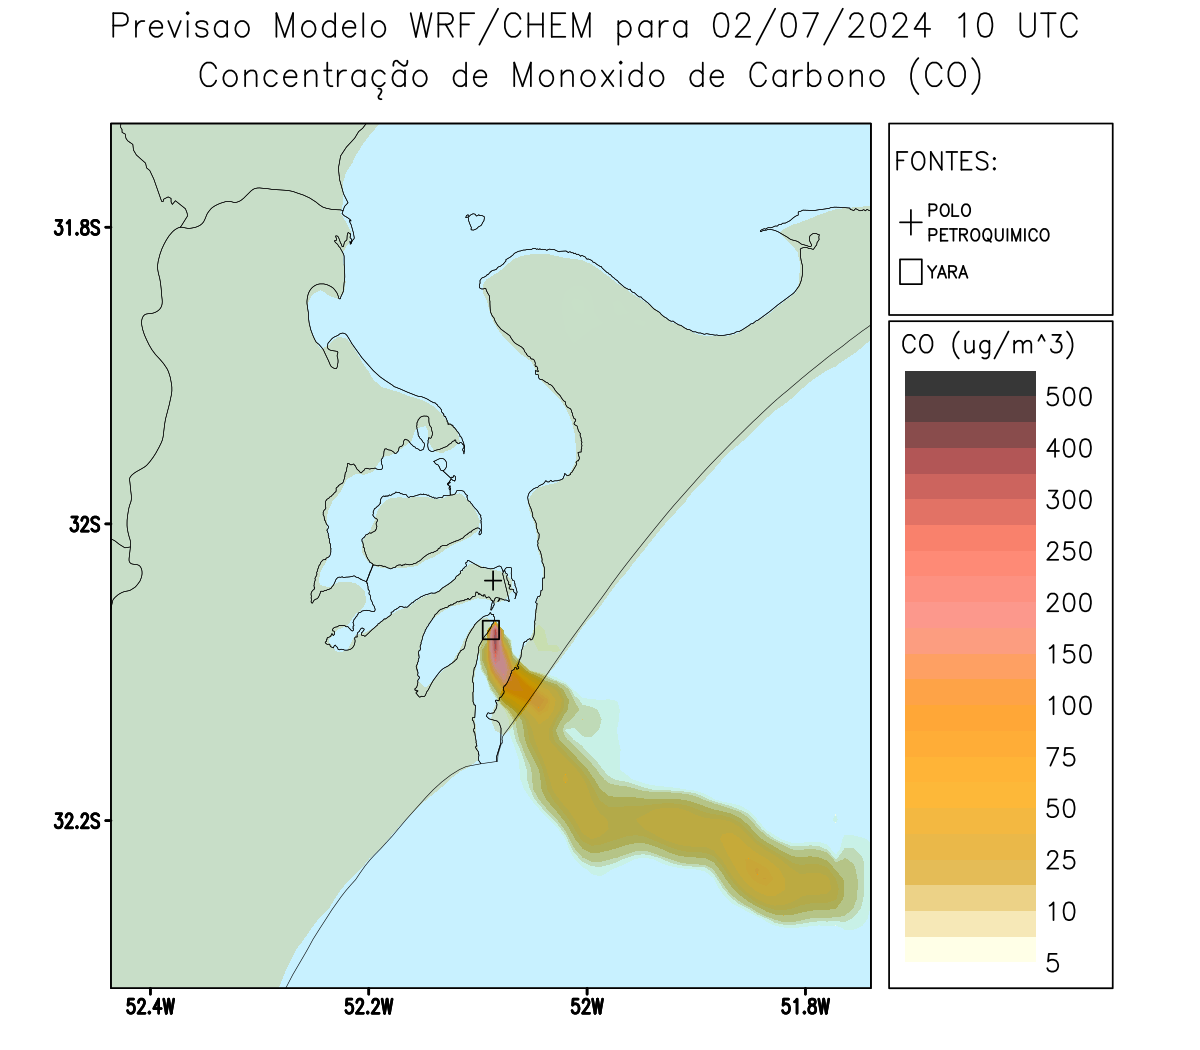 Previsao Modelo WRF/CHEM para 02/07/2024 10 UTC
Concentração de Monoxido de Carbono (CO)
FONTES:
POLO
PETROQUIMICO
YARA
CO (ug/m^3)
500
400
300
250
200
150
100
75
50
25
10
5
31.8S
32S
32.2S
52.4W
52.2W
52W
51.8W